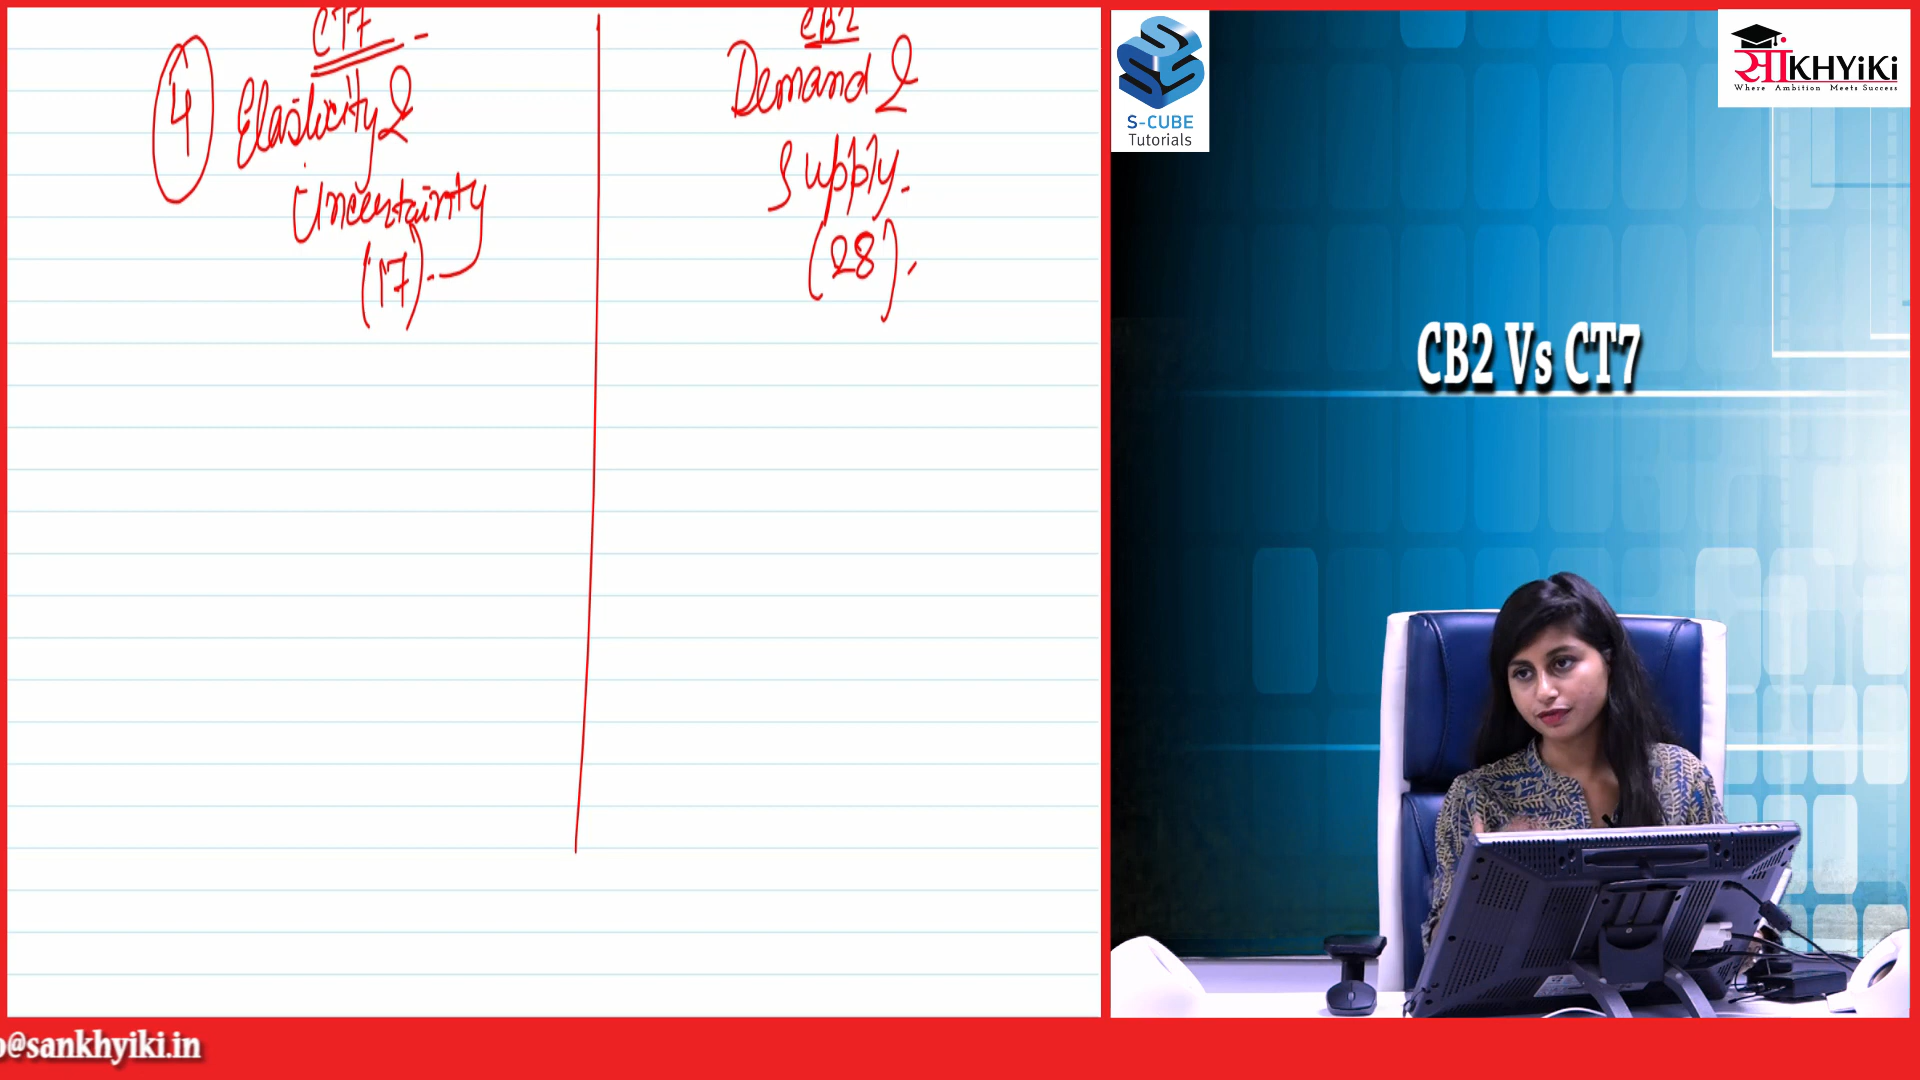 CT7
4
Elasticity &
Uncertainty
(17).
CB2
Demand &
Supply.
(28).
S-CUBE
Tutorials
सांKHYiKi
Where Ambition Meets Success
CB2 Vs CT7
o@sankhyiki.in